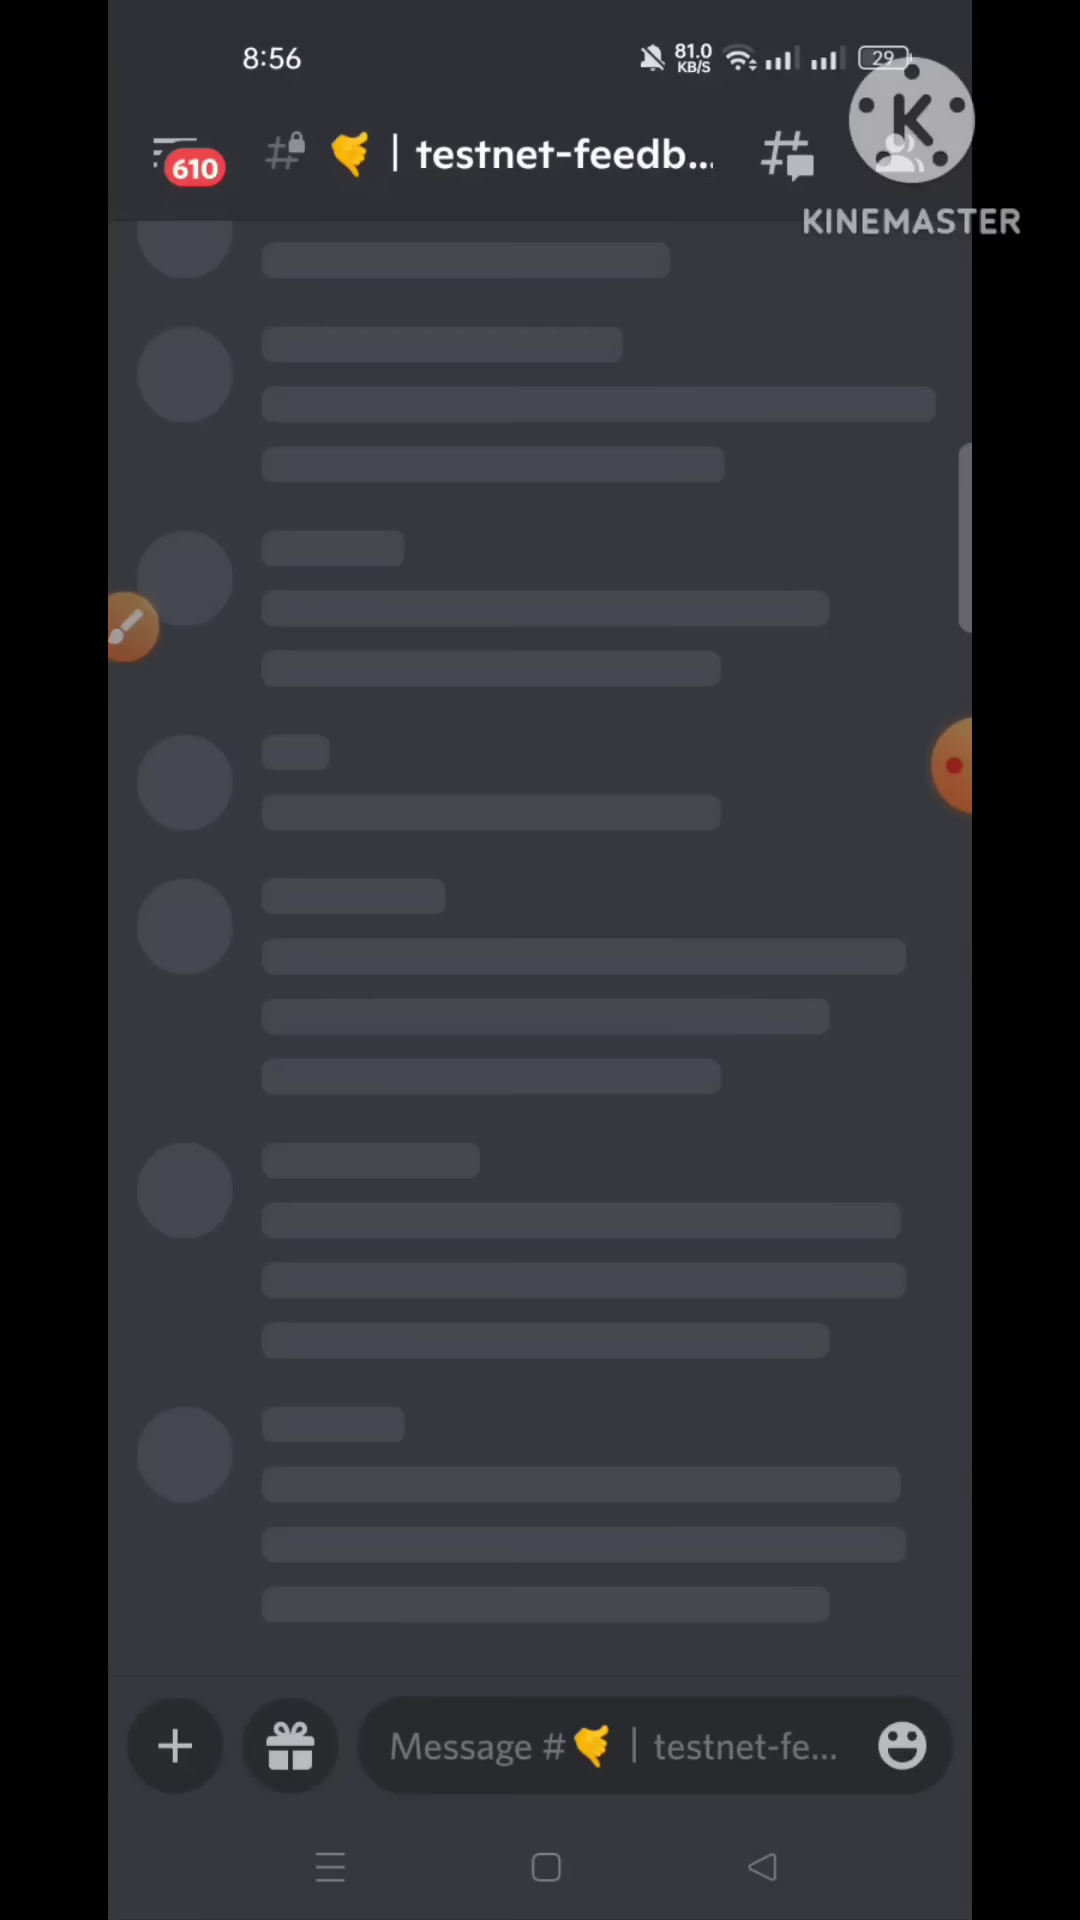 8:56 81.0 KB/S 29
610 # 🤙 | testnet-feedb...
K
KINEMASTER
Message #🤙 | testnet-fe...